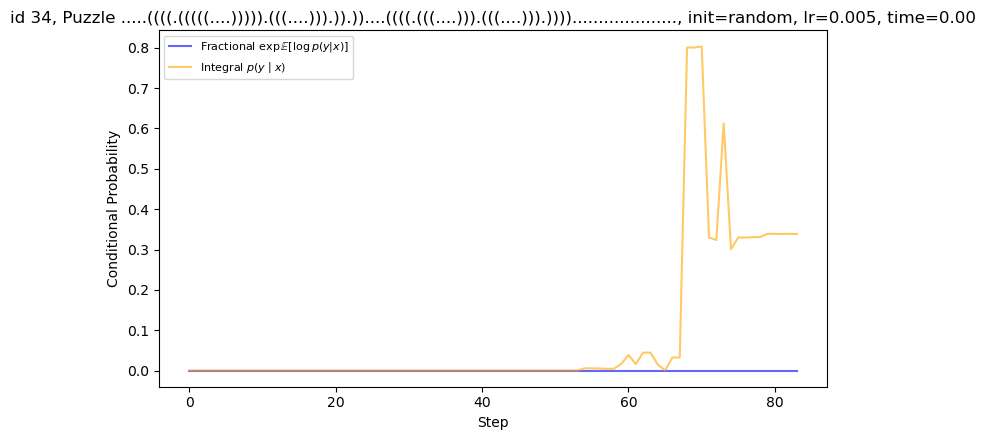 id 34, Puzzle .....((((.(((((....))))).(((....))).)).))....((((.(((....))).(((....))).))))...................., init=random, lr=0.005, time=0.00
Fractional exp𝔼[log p(y|x)]
Integral p(y | x)
Conditional Probability
0.8
0.7
0.6
0.5
0.4
0.3
0.2
0.1
0.0
0 20 40 60 80
Step